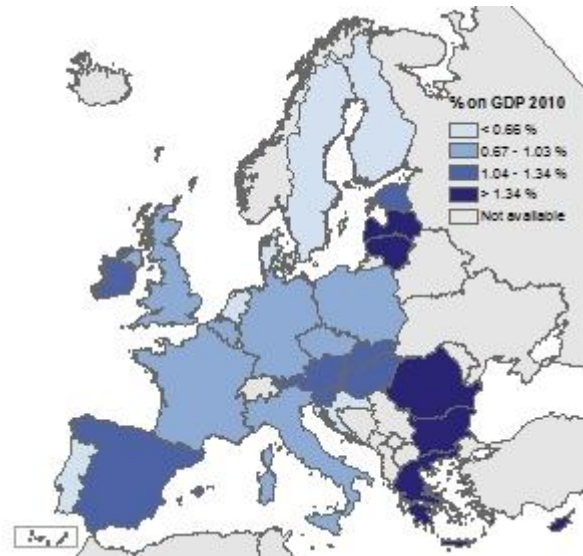 % on GDP 2010
< 0.66 %
0.67 - 1.03 %
1.04 - 1.34 %
> 1.34 %
Not available